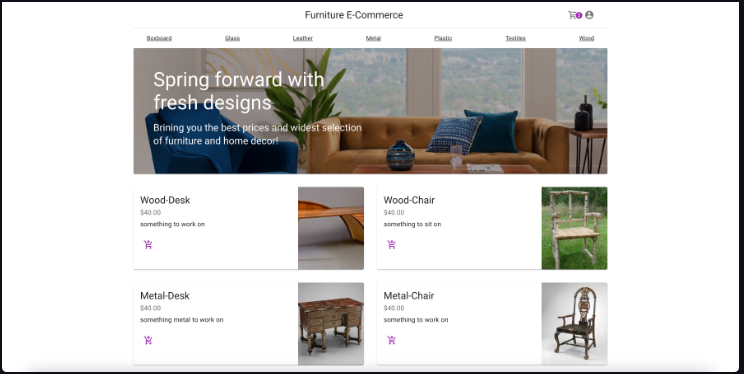 Furniture E-Commerce
2
Boxboard Glass Leather Metal Plastic Textiles Wood
Spring forward with
fresh designs
Brining you the best prices and widest selection
of furniture and home decor!
Wood-Desk
$40.00
something to work on
Wood-Chair
$40.00
something to sit on
Metal-Desk
$40.00
something metal to work on
Metal-Chair
$40.00
something to work on